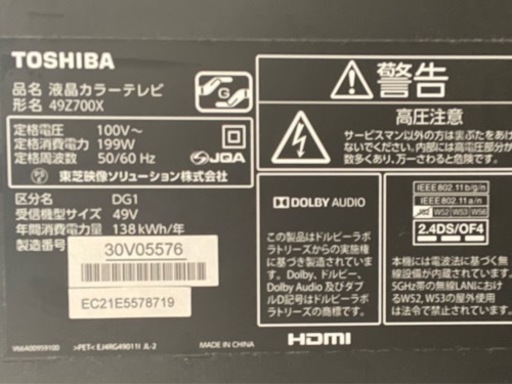 TOSHIBA
品名 液晶カラーテレビ
形名 49Z700X
G
定格電圧 100V～
定格消費電力 199W
定格周波数 50/60 Hz
JQA
東芝映像ソリューション株式会社
区分名 DG1
受信機型サイズ 49V
年間消費電力量 138 kWh/年
製造番号
30V05576
EC21E5578719
V66A00959100
>PET< EJ4RG49011I JL-2
MADE IN CHINA
警告
高圧注意
サービスマン以外の方は裏ぶたをあけ
ないでください。内部には高電圧部分が
数多くあり、万一さわると危険です。
DOLBY AUDIO
この製品はドルビーラボ
ラトリーズからの実施権
に基づき製造されていま
す。Dolby、ドルビー、
Dolby Audio 及びダブ
ルD記号はドルビーラボ
ラトリーズの商標です。
HDMI
IEEE802.11b/g/n
IEEE802.11a/n
W52 W53 W56
2.4DS/OF4
本機には電波法に基づく無
線設備が内蔵されています。
5GHz帯の無線LANにおけ
るW52、W53の屋外使用
は法令で禁止されています。